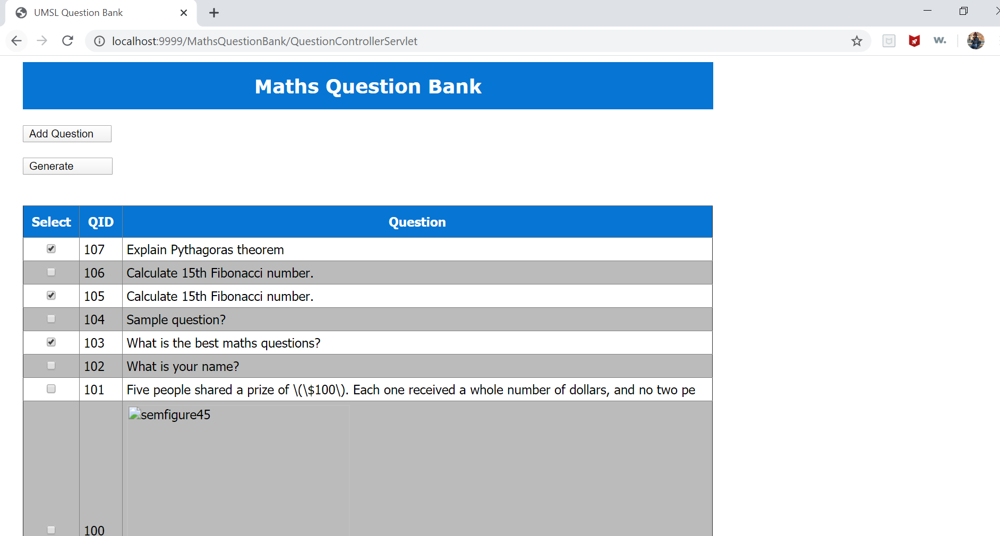 UMSL Question Bank
localhost:9999/MathsQuestionBank/QuestionControllerServlet
w.
Maths Question Bank
Add Question
Generate
Select QID Question
107 Explain Pythagoras theorem
106 Calculate 15th Fibonacci number.
105 Calculate 15th Fibonacci number.
104 Sample question?
103 What is the best maths questions?
102 What is your name?
101 Five people shared a prize of \(\$100\). Each one received a whole number of dollars, and no two pe
semfigure45
100